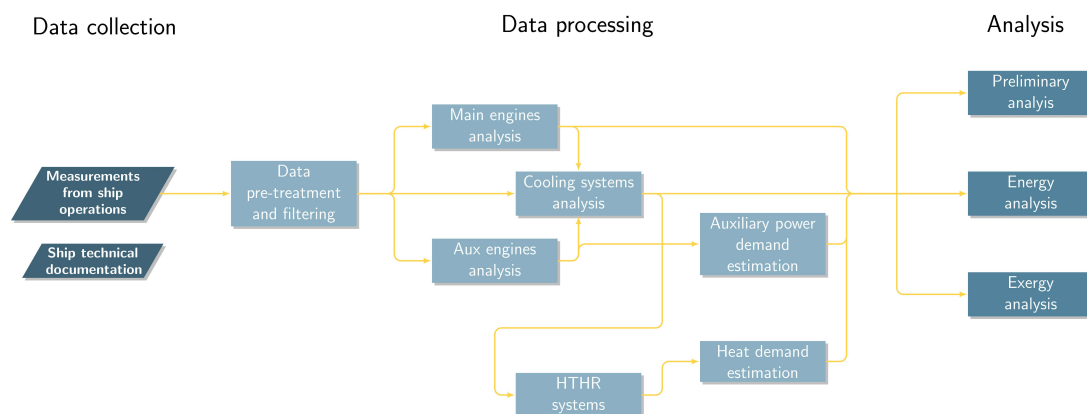 Data collection
Data processing
Analysis
Measurements
from ship
operations
Ship technical
documentation
Data
pre-treatment
and filtering
Main engines
analysis
Cooling systems
analysis
Aux engines
analysis
Auxiliary power
demand
estimation
HTHR
systems
Heat demand
estimation
Preliminary
analyis
Energy
analysis
Exergy
analysis